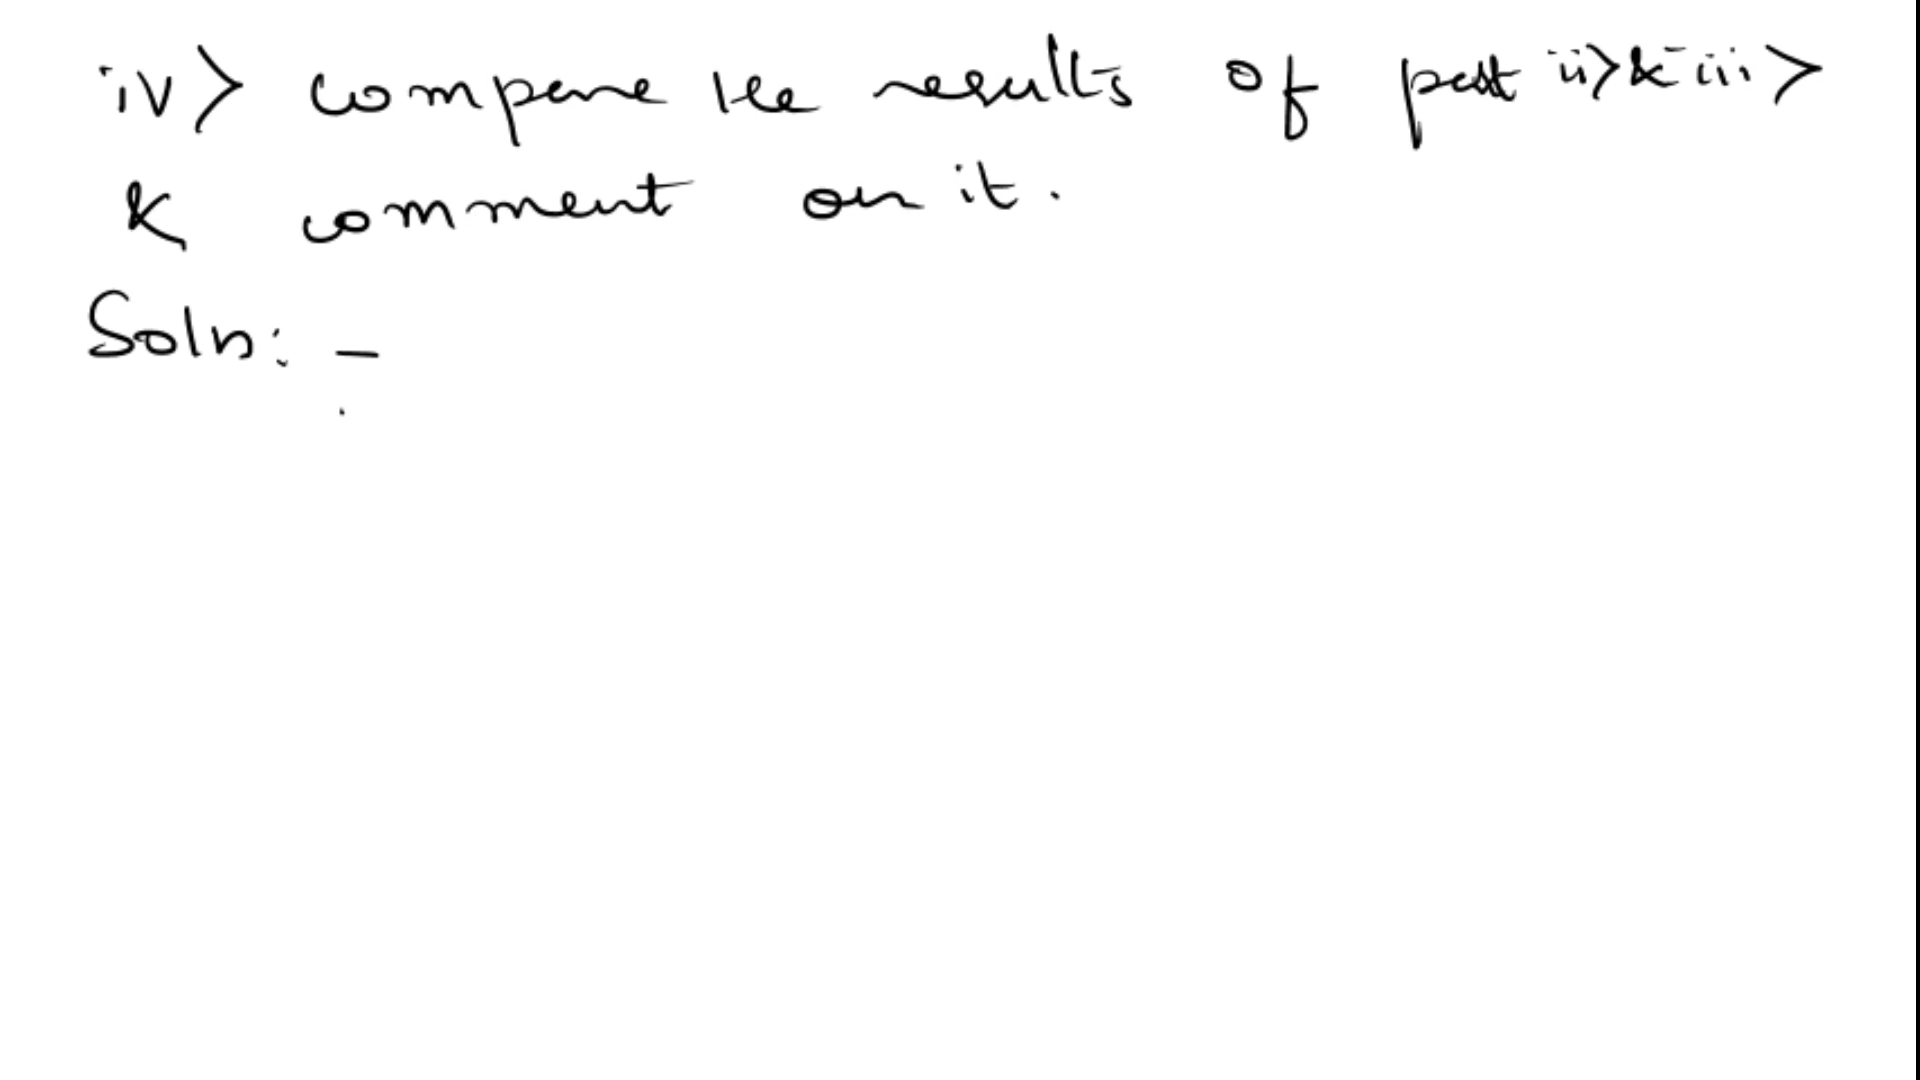 iv> compare the results of part ii> & iii>
& comment on it.
Soln: -